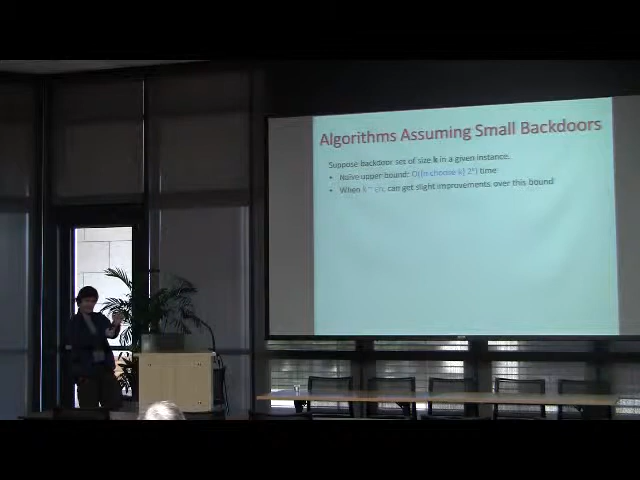 Algorithms Assuming Small Backdoors
Suppose backdoor set of size k in a given instance.
• Naïve upper bound: O((n choose k) 2ᵏ) time
• When k ~ can get slight improvements over this bound